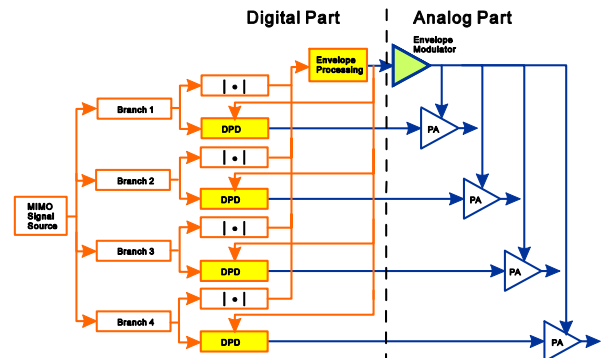 Digital Part
Analog Part
Envelope
Modulator
Envelope
Processing
| • |
Branch 1
DPD
PA
| • |
Branch 2
DPD
PA
MIMO
Signal
Source
| • |
Branch 3
DPD
PA
| • |
Branch 4
DPD
PA